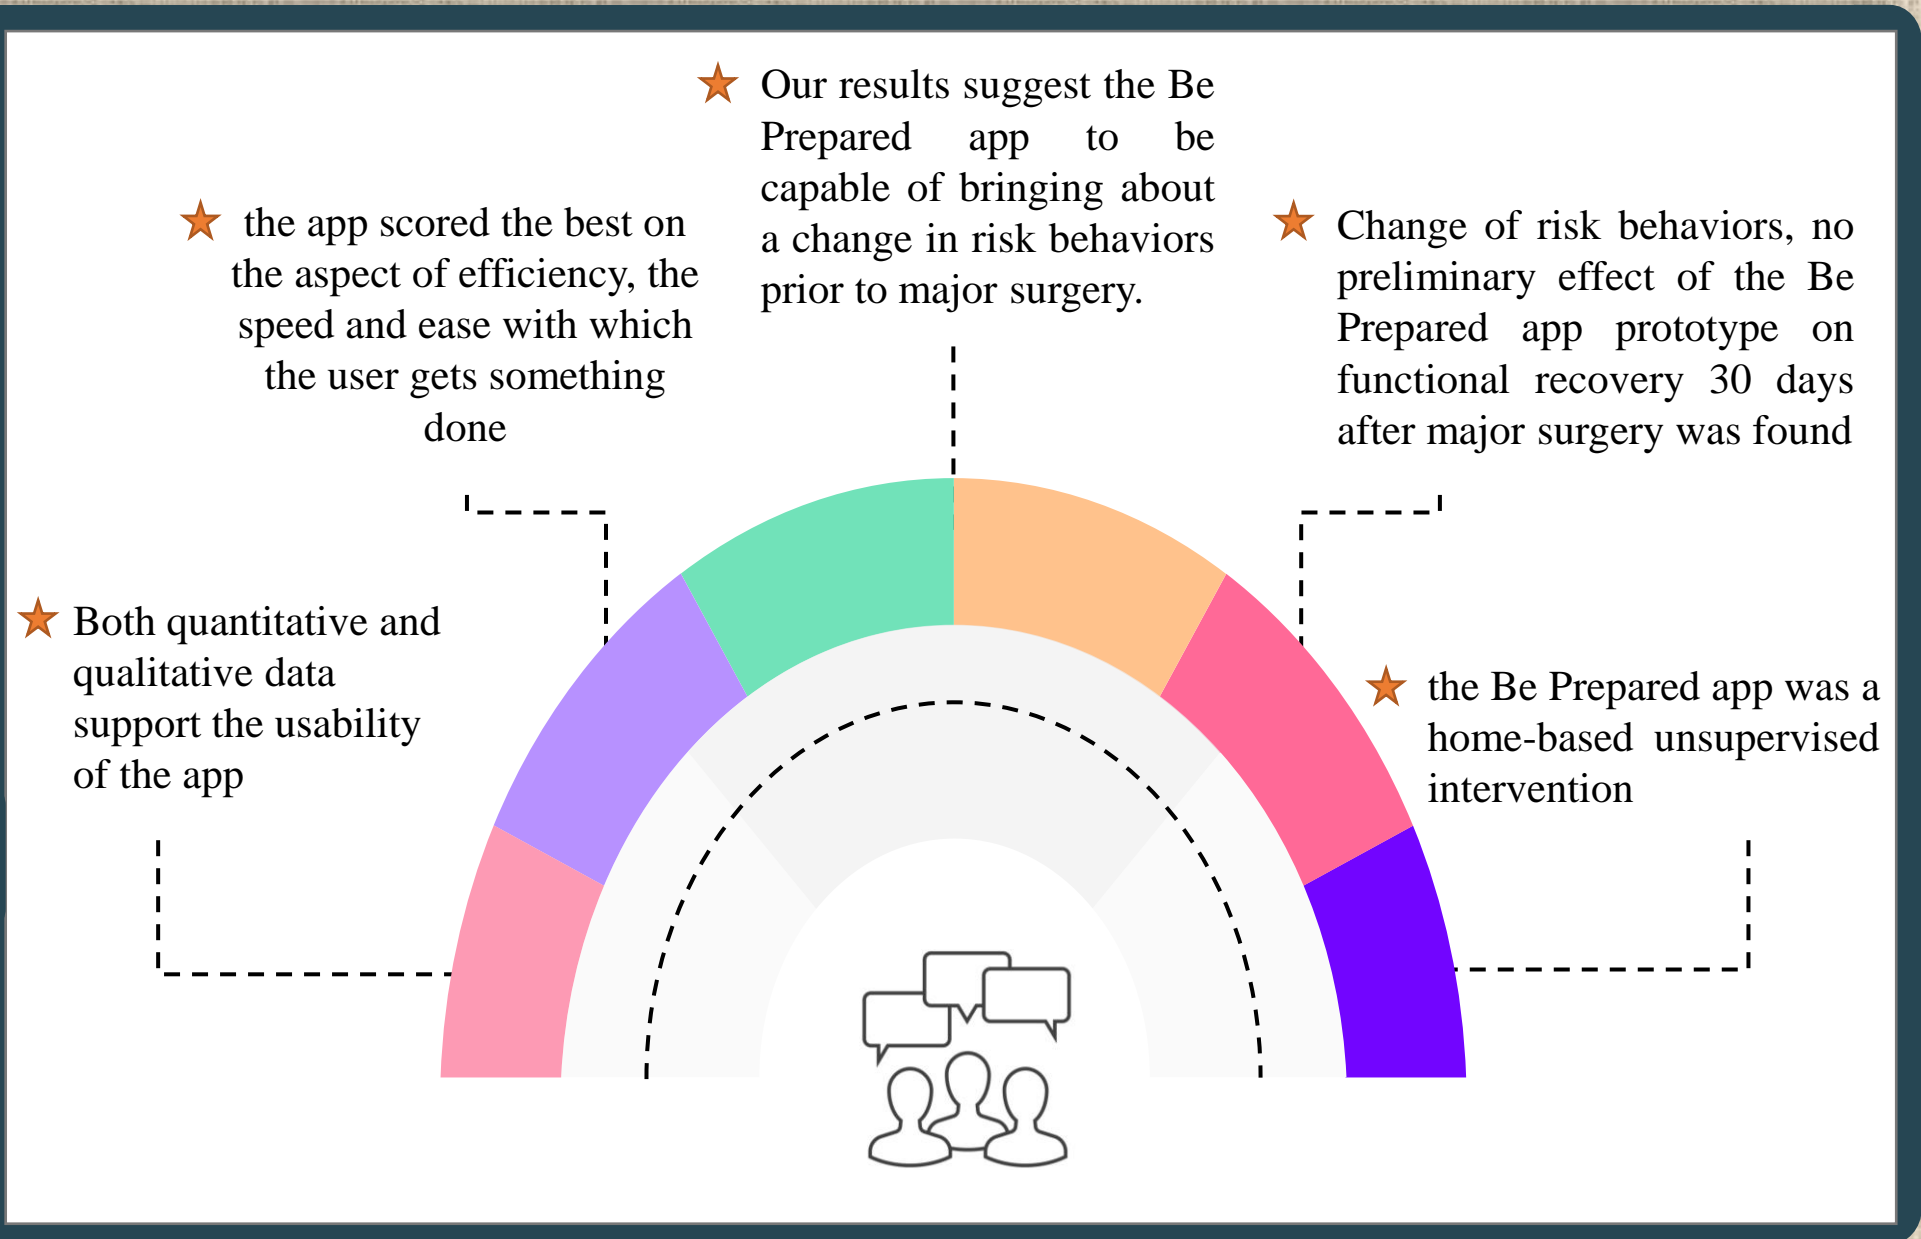 Our results suggest the Be
Prepared app to be
capable of bringing about
a change in risk behaviors
prior to major surgery.
the app scored the best on
the aspect of efficiency, the
speed and ease with which
the user gets something
done
Change of risk behaviors, no
preliminary effect of the Be
Prepared app prototype on
functional recovery 30 days
after major surgery was found
Both quantitative and
qualitative data
support the usability
of the app
the Be Prepared app was a
home-based unsupervised
intervention